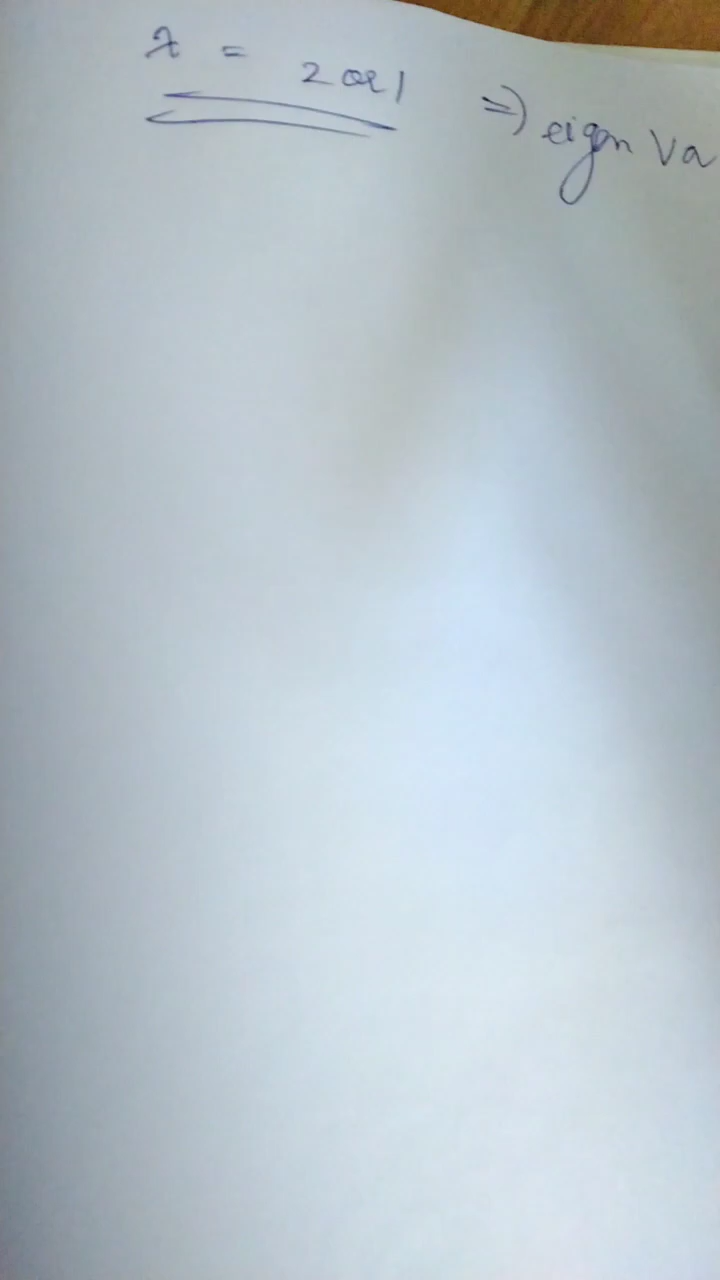 λ = 2 or 1 ⇒ eigen va